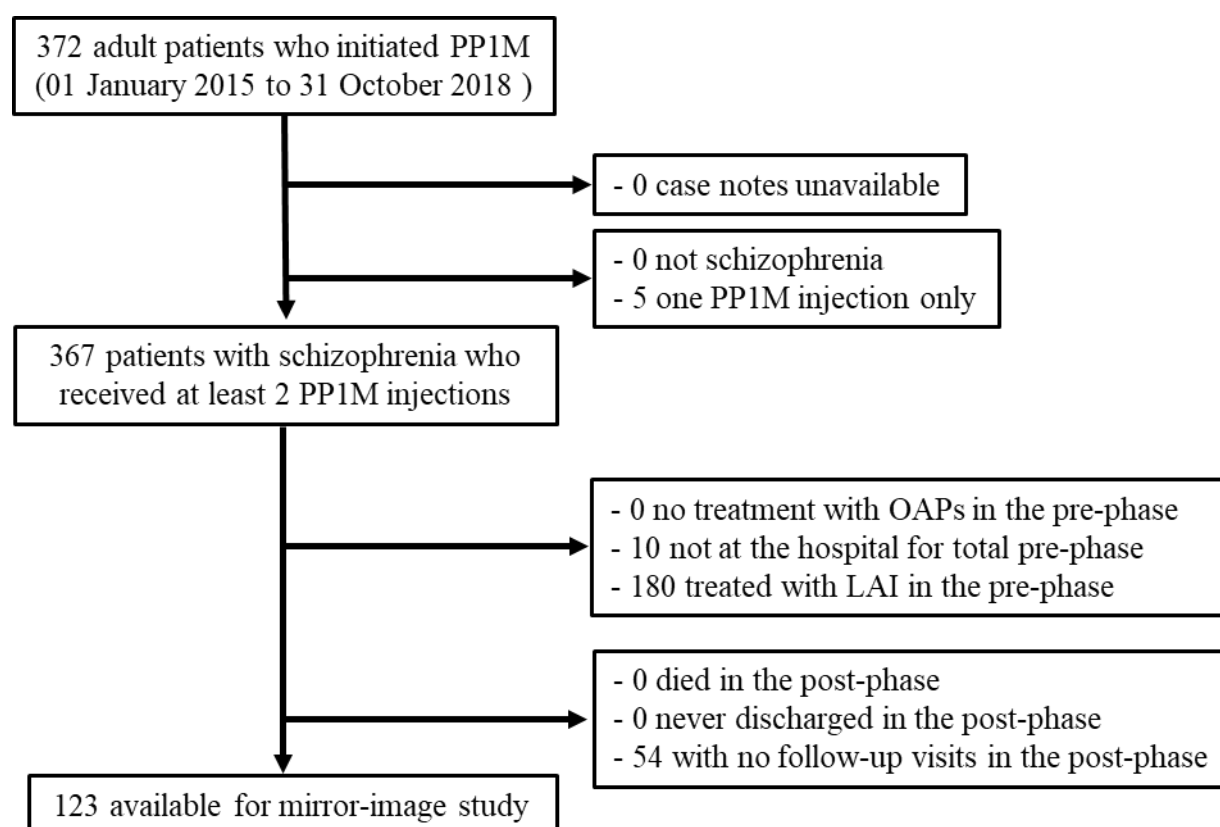 372 adult patients who initiated PP1M
(01 January 2015 to 31 October 2018 )
- 0 case notes unavailable
- 0 not schizophrenia
- 5 one PP1M injection only
367 patients with schizophrenia who
received at least 2 PP1M injections
- 0 no treatment with OAPs in the pre-phase
- 10 not at the hospital for total pre-phase
- 180 treated with LAI in the pre-phase
- 0 died in the post-phase
- 0 never discharged in the post-phase
- 54 with no follow-up visits in the post-phase
123 available for mirror-image study